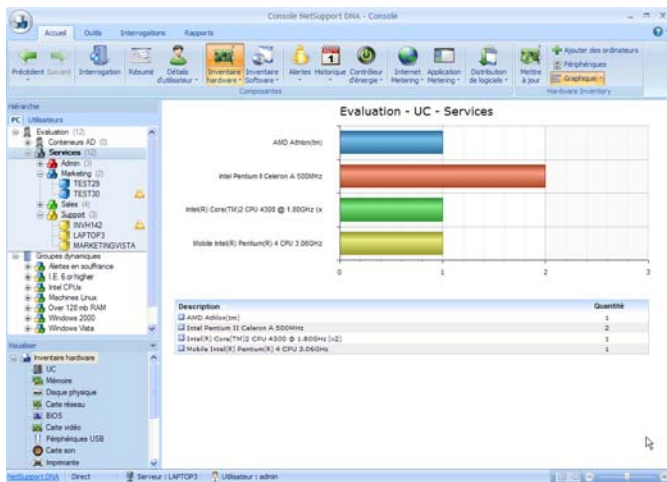 Console NetSupport DNA - Console
Accueil Outils Interrogations Rapports
Précédent Suivant Interrogation Résumé Détails d'utilisateur Inventaire hardware Inventaire Software Alertes Historique Contrôleur d'énergie Internet Metering Application Metering Distribution de logiciels Mettre à jour
Ajouter des ordinateurs
Périphériques
Graphique
Composantes
Hardware Inventory
Hiérarchie
PC Utilisateurs
Evaluation (12)
Conteneurs AD (0)
Services (12)
Admin (3)
Marketing (2)
TEST29
TEST30
Sales (4)
Support (3)
INVH142
LAPTOP3
MARKETINGVISTA
Groupes dynamiques
Alertes en souffrance
I.E. 6 or higher
Intel CPUs
Machines Linux
Over 128 mb RAM
Windows 2000
Windows Vista
Visualiser
Inventaire hardware
UC
Mémoire
Disque physique
Carte réseau
BIOS
Carte vidéo
Périphériques USB
Carte son
Imprimante
Evaluation - UC - Services
AMD Athlon(tm)
Intel Pentium II Celeron A 500MHz
Intel(R) Core(TM)2 CPU 4300 @ 1.80GHz (x
Mobile Intel(R) Pentium(R) 4 CPU 3.06GHz
0 1 2 3
Description Quantité
AMD Athlon(tm) 1
Intel Pentium II Celeron A 500MHz 2
Intel(R) Core(TM)2 CPU 4300 @ 1.80GHz (x2) 1
Mobile Intel(R) Pentium(R) 4 CPU 3.06GHz 1
NetSupport DNA Direct Serveur : LAPTOP3 Utilisateur : admin